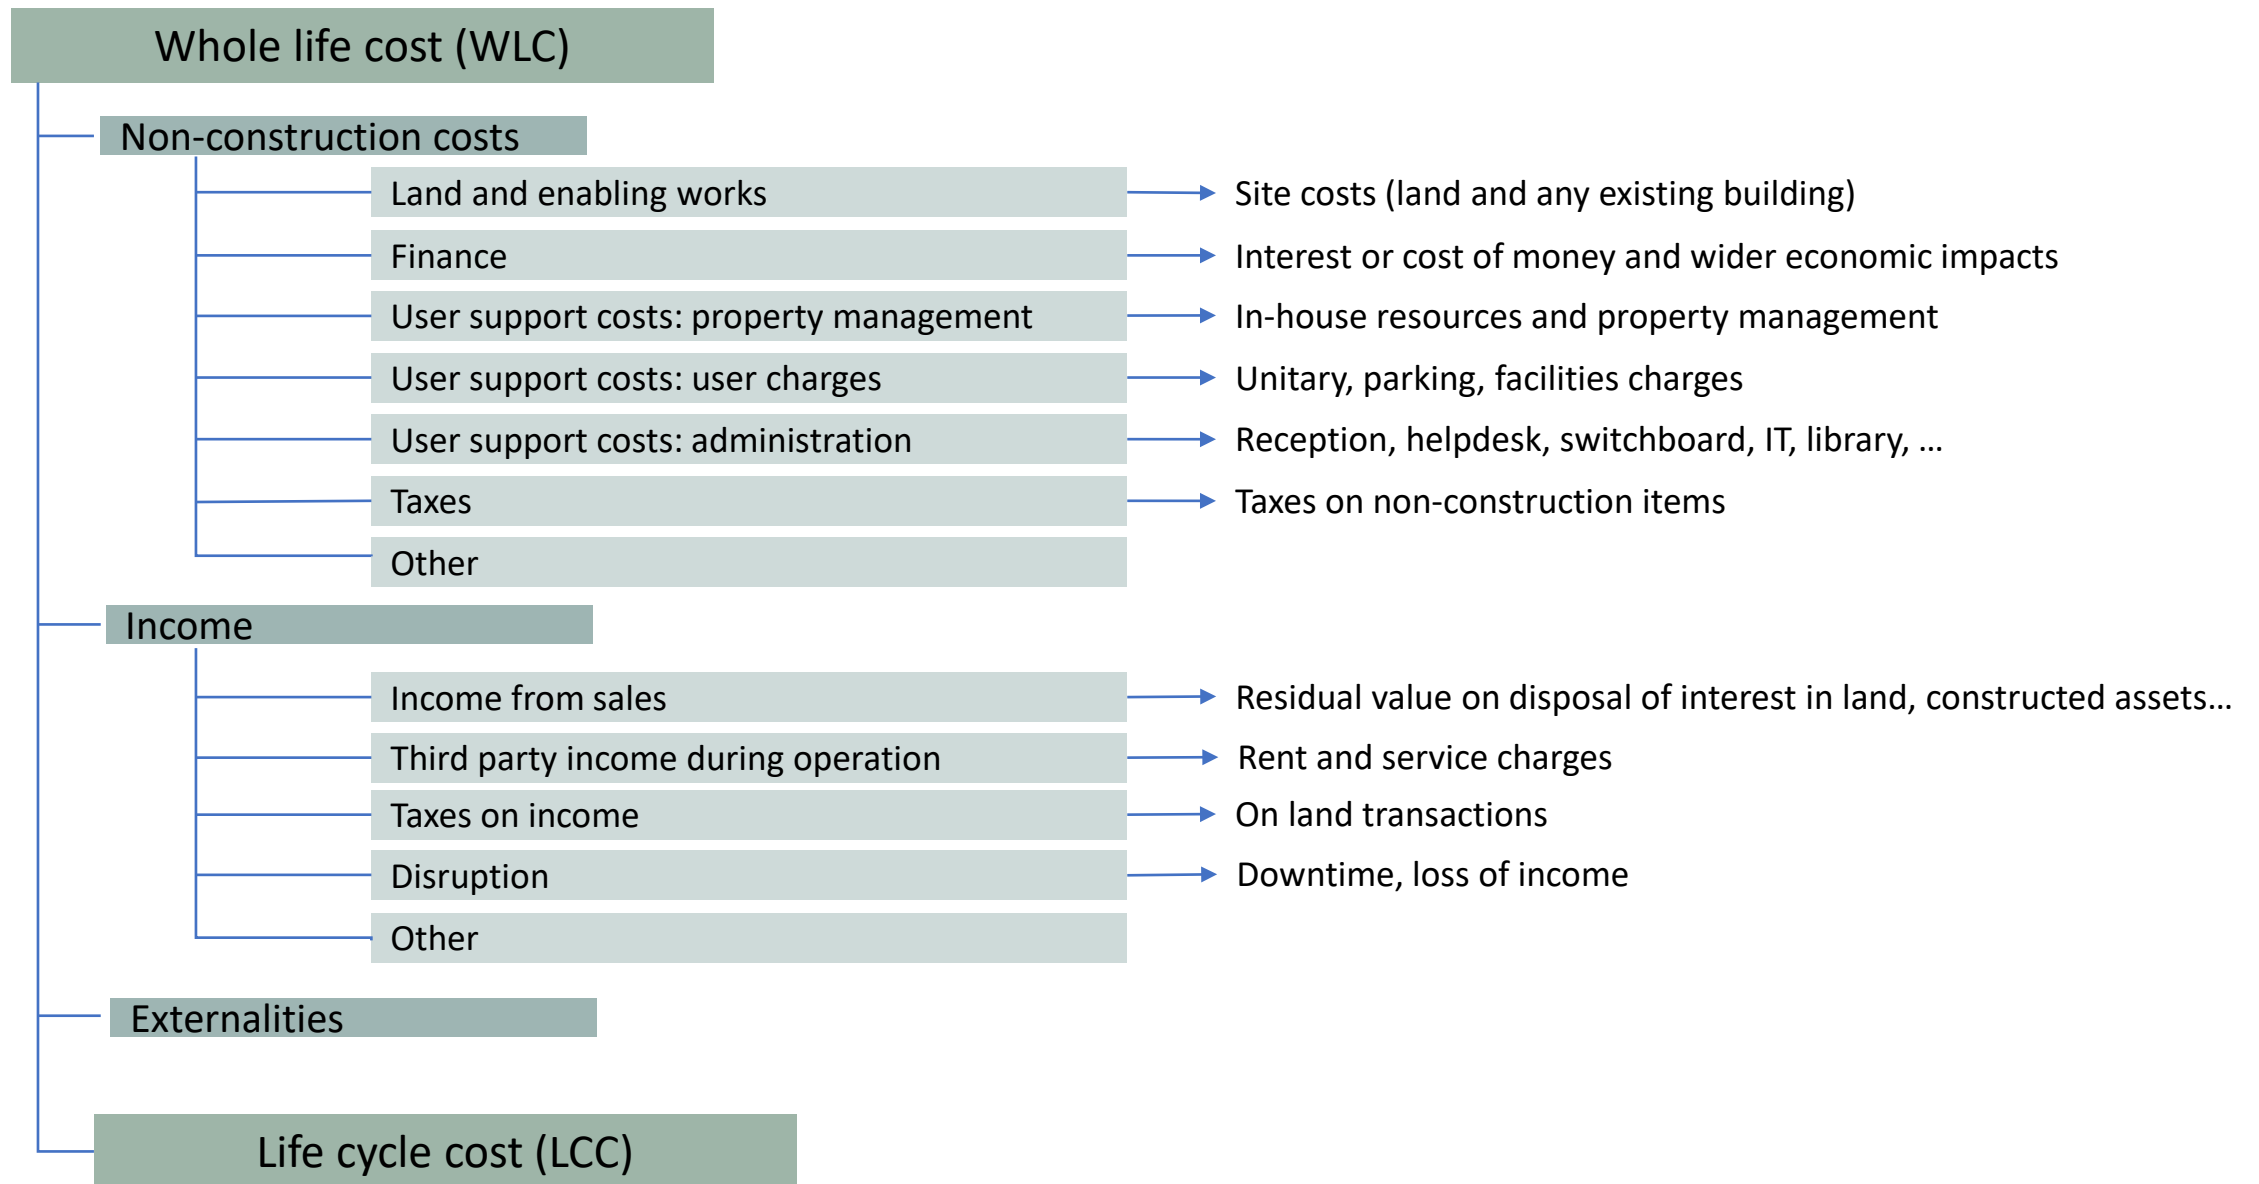 Whole life cost (WLC)
Non-construction costs
Land and enabling works
Site costs (land and any existing building)
Finance
Interest or cost of money and wider economic impacts
User support costs: property management
In-house resources and property management
User support costs: user charges
Unitary, parking, facilities charges
User support costs: administration
Reception, helpdesk, switchboard, IT, library, …
Taxes
Taxes on non-construction items
Other
Income
Income from sales
Residual value on disposal of interest in land, constructed assets…
Third party income during operation
Rent and service charges
Taxes on income
On land transactions
Disruption
Downtime, loss of income
Other
Externalities
Life cycle cost (LCC)